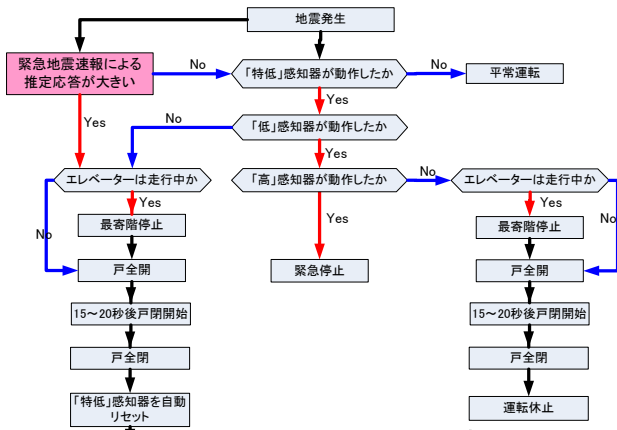 地震発生
緊急地震速報による
推定応答が大きい
No
「特低」感知器が動作したか
No
平常運転
Yes
Yes
No
「低」感知器が動作したか
Yes
エレベーターは走行中か
「高」感知器が動作したか
No
エレベーターは走行中か
Yes
Yes
Yes
No
No
最寄階停止
最寄階停止
戸全開
緊急停止
戸全開
15～20秒後戸閉開始
15～20秒後戸閉開始
戸全閉
戸全閉
「特低」感知器を自動
リセット
運転休止